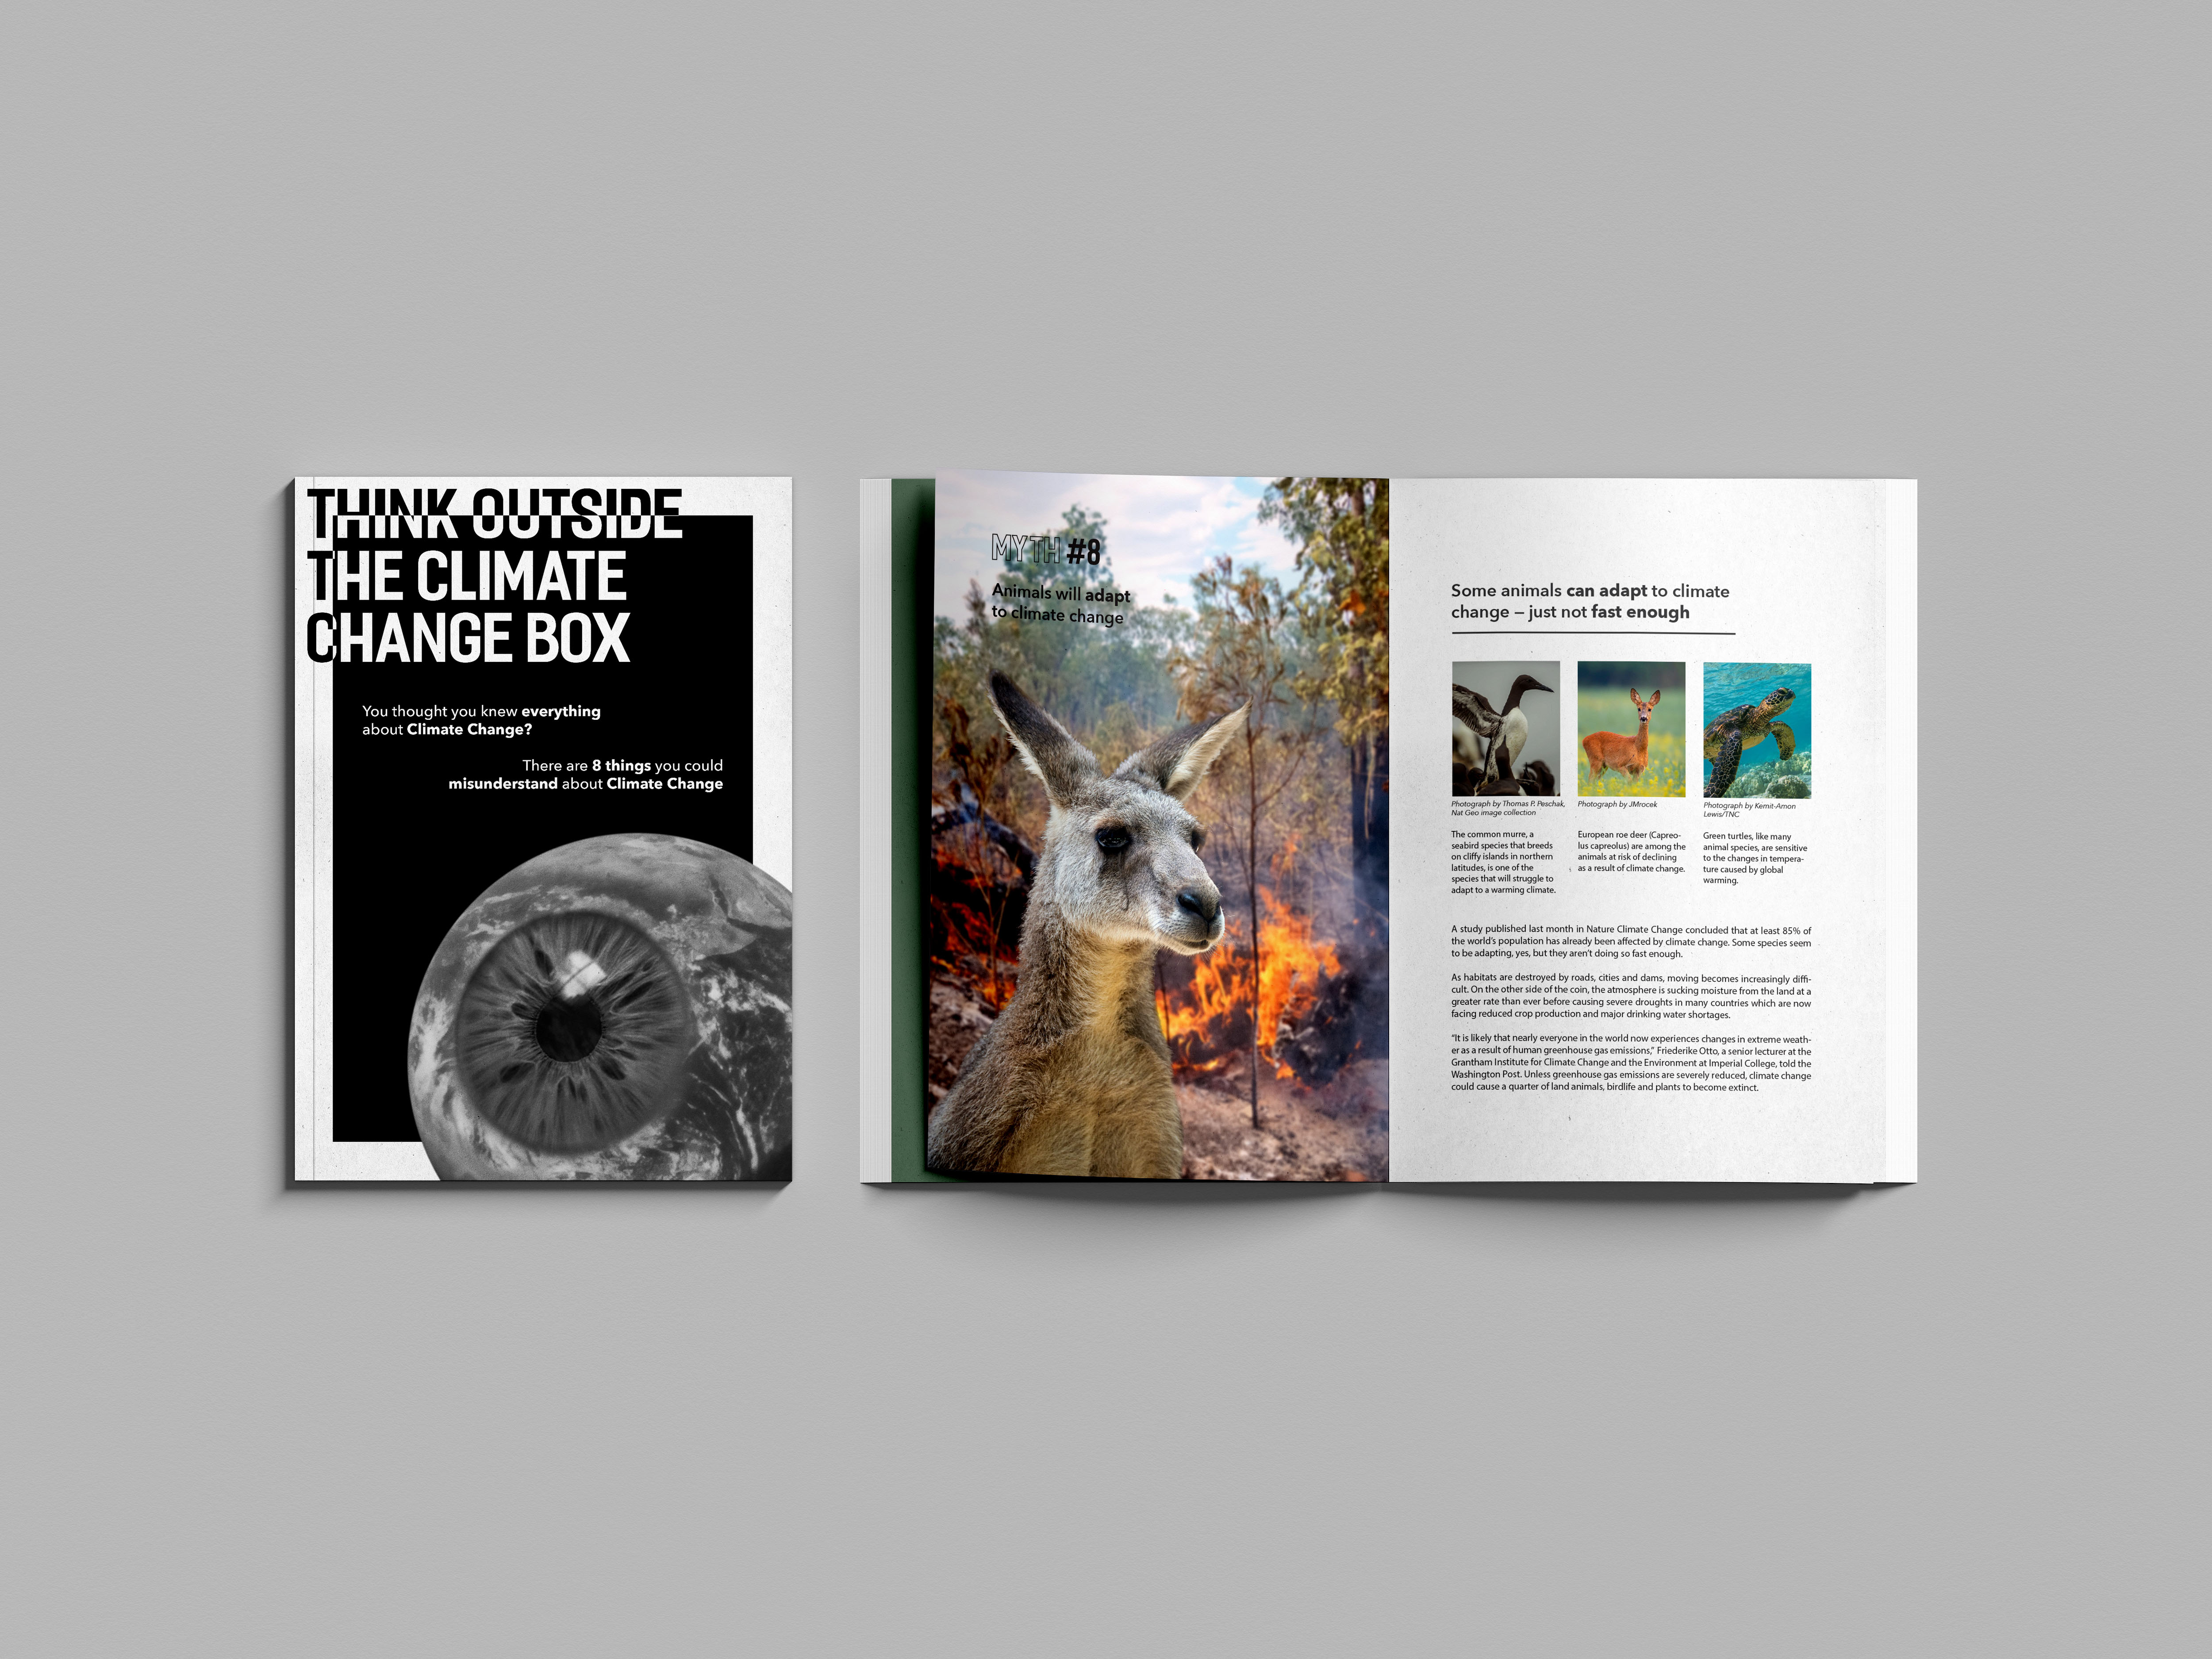 THINK OUTSIDE
THE CLIMATE
CHANGE BOX
You thought you knew everything
about Climate Change?
There are 8 things you could
misunderstand about Climate Change
MYTH #8
Animals will adapt
to climate change
Some animals can adapt to climate
change – just not fast enough
Photograph by Thomas P. Peschak,
Nat Geo image collection
The common murre, a
seabird species that breeds
on cliffy islands in northern
latitudes, is one of the
species that will struggle to
adapt to a warming climate.
Photograph by JMrocek
European roe deer (Capreo-
lus capreolus) are among the
animals at risk of declining
as a result of climate change.
Photograph by Kemit-Amon
Lewis/TNC
Green turtles, like many
animal species, are sensitive
to the changes in tempera-
ture caused by global
warming.
A study published last month in Nature Climate Change concluded that at least 85% of
the world's population has already been affected by climate change. Some species seem
to be adapting, yes, but they aren't doing so fast enough.
As habitats are destroyed by roads, cities and dams, moving becomes increasingly diffi-
cult. On the other side of the coin, the atmosphere is sucking moisture from the land at a
greater rate than ever before causing severe droughts in many countries which are now
facing reduced crop production and major drinking water shortages.
"It is likely that nearly everyone in the world now experiences changes in extreme weath-
er as a result of human greenhouse gas emissions," Friederike Otto, a senior lecturer at the
Grantham Institute for Climate Change and the Environment at Imperial College, told the
Washington Post. Unless greenhouse gas emissions are severely reduced, climate change
could cause a quarter of land animals, birdlife and plants to become extinct.